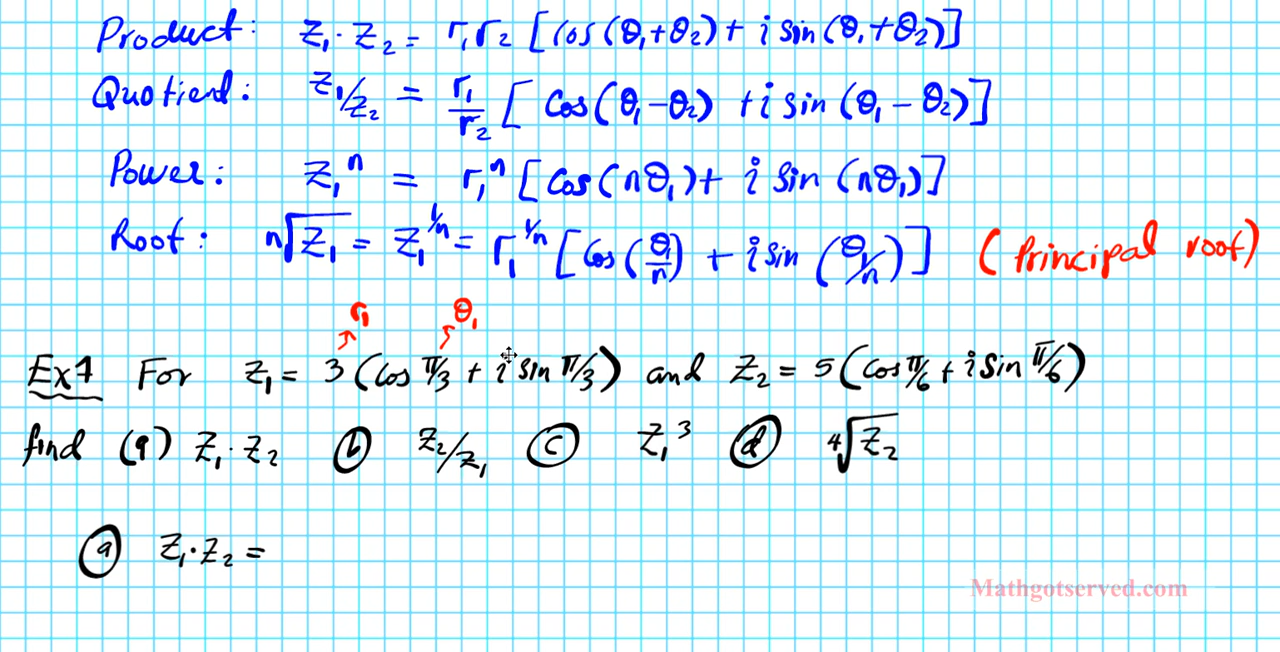 Product: z₁·z₂ = r₁r₂[cos(θ₁+θ₂)+ i sin(θ₁+θ₂)]
Quotient: z₁/z₂ = r₁/r₂ [cos(θ₁-θ₂) + i sin(θ₁-θ₂)]
Power: z₁ⁿ = r₁ⁿ[cos(nθ₁)+ i sin(nθ₁)]
Root: ⁿ√z₁ = z₁^1/n = r₁^1/n [cos(θ₁/n) + i sin(θ₁/n)] (Principal root)
r₁ θ₁
Ex1 For z₁ = 3(cos π/3 + i sin π/3) and z₂ = 5(cos π/6 + i sin π/6)
find (a) z₁·z₂ (b) z₂/z₁ (c) z₁³ (d) ⁴√z₂
(a) z₁·z₂ =
Mathgotserved.com